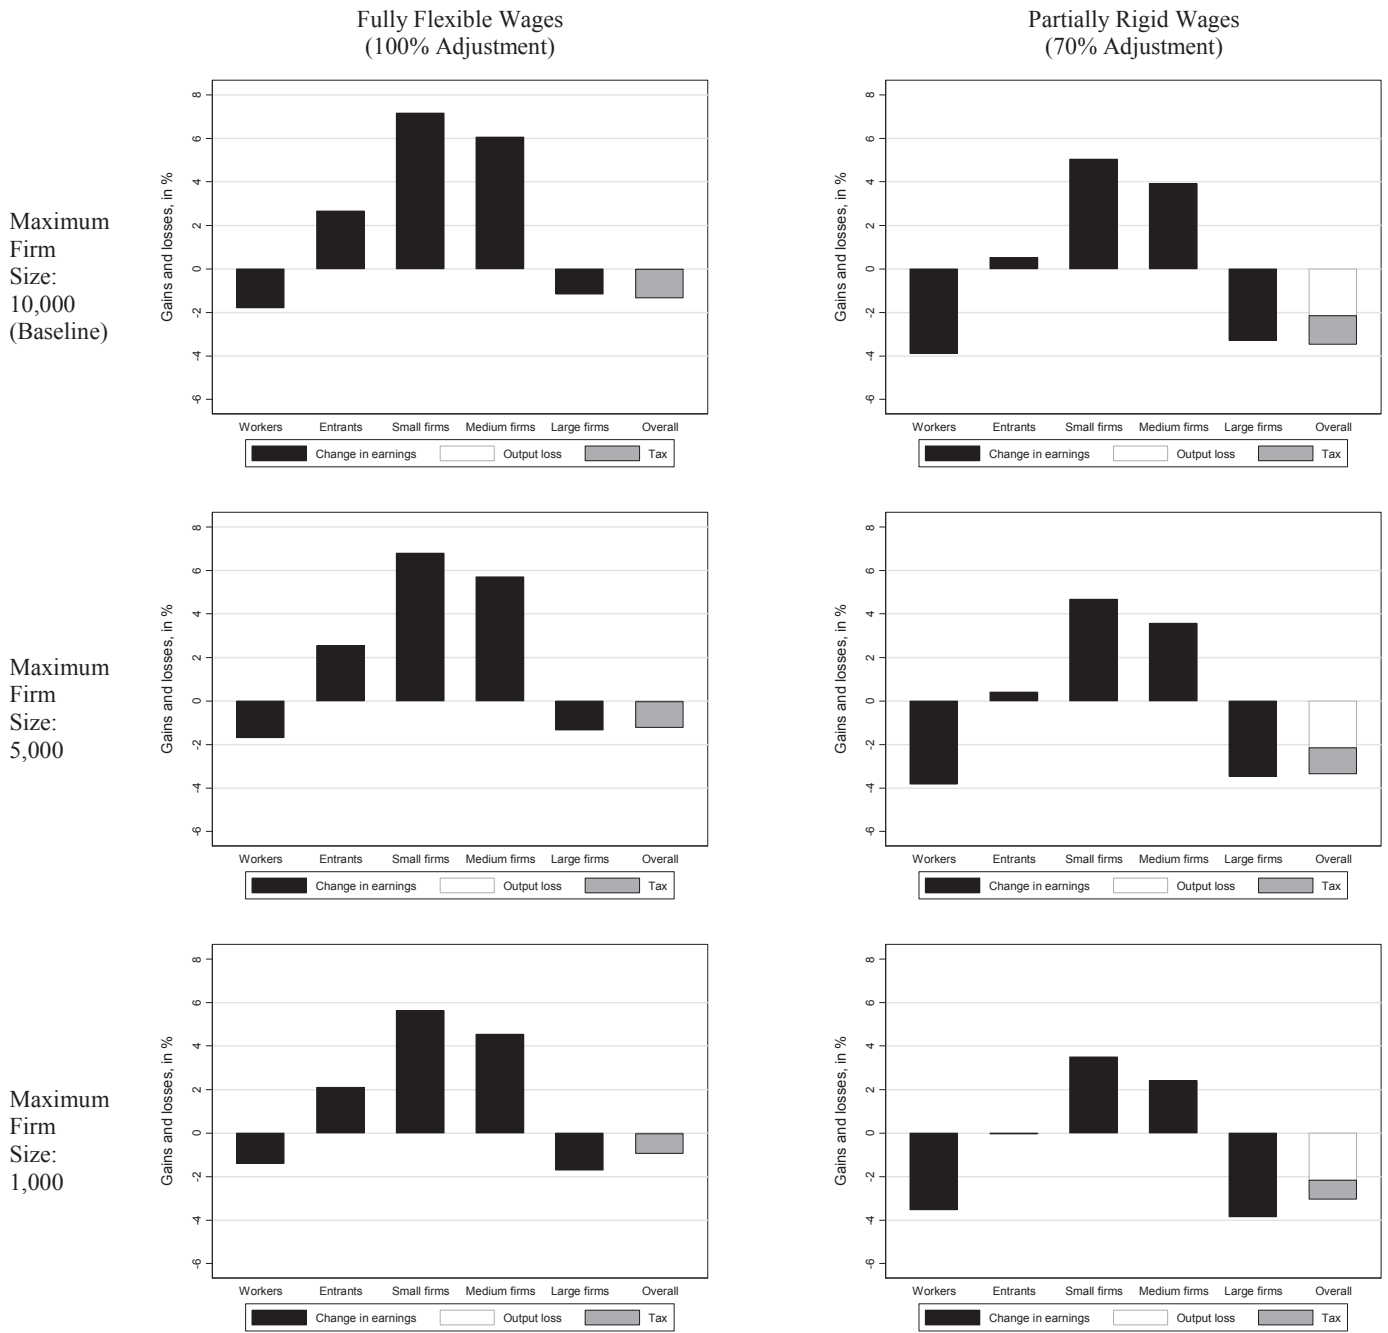 Fully Flexible Wages
(100% Adjustment)
Partially Rigid Wages
(70% Adjustment)
Maximum
Firm
Size:
10,000
(Baseline)
Gains and losses, in %
8
6
4
2
0
-2
-4
-6
Workers Entrants Small firms Medium firms Large firms Overall
Change in earnings Output loss Tax
Gains and losses, in %
8
6
4
2
0
-2
-4
-6
Workers Entrants Small firms Medium firms Large firms Overall
Change in earnings Output loss Tax
Maximum
Firm
Size:
5,000
Gains and losses, in %
8
6
4
2
0
-2
-4
-6
Workers Entrants Small firms Medium firms Large firms Overall
Change in earnings Output loss Tax
Gains and losses, in %
8
6
4
2
0
-2
-4
-6
Workers Entrants Small firms Medium firms Large firms Overall
Change in earnings Output loss Tax
Maximum
Firm
Size:
1,000
Gains and losses, in %
8
6
4
2
0
-2
-4
-6
Workers Entrants Small firms Medium firms Large firms Overall
Change in earnings Output loss Tax
Gains and losses, in %
8
6
4
2
0
-2
-4
-6
Workers Entrants Small firms Medium firms Large firms Overall
Change in earnings Output loss Tax